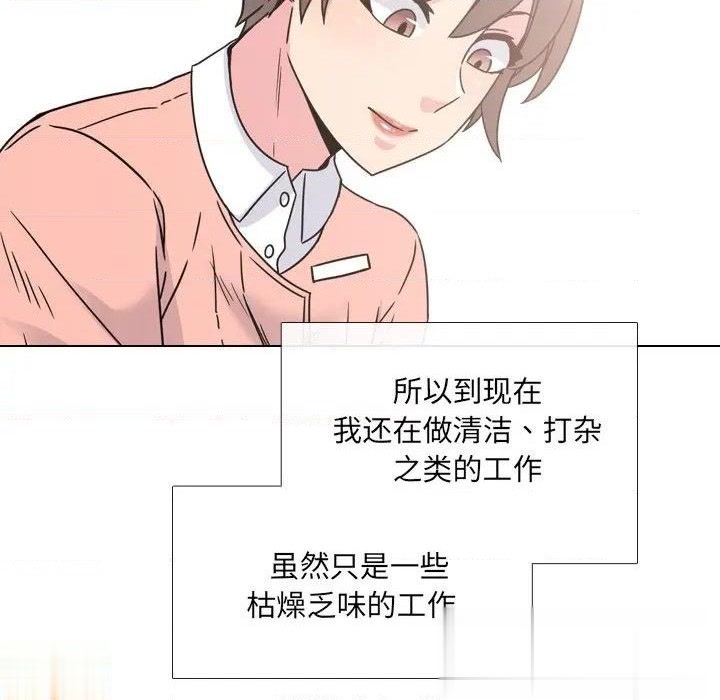 所以到现在
我还在做清洁、打杂
之类的工作
虽然只是一些
枯燥乏味的工作